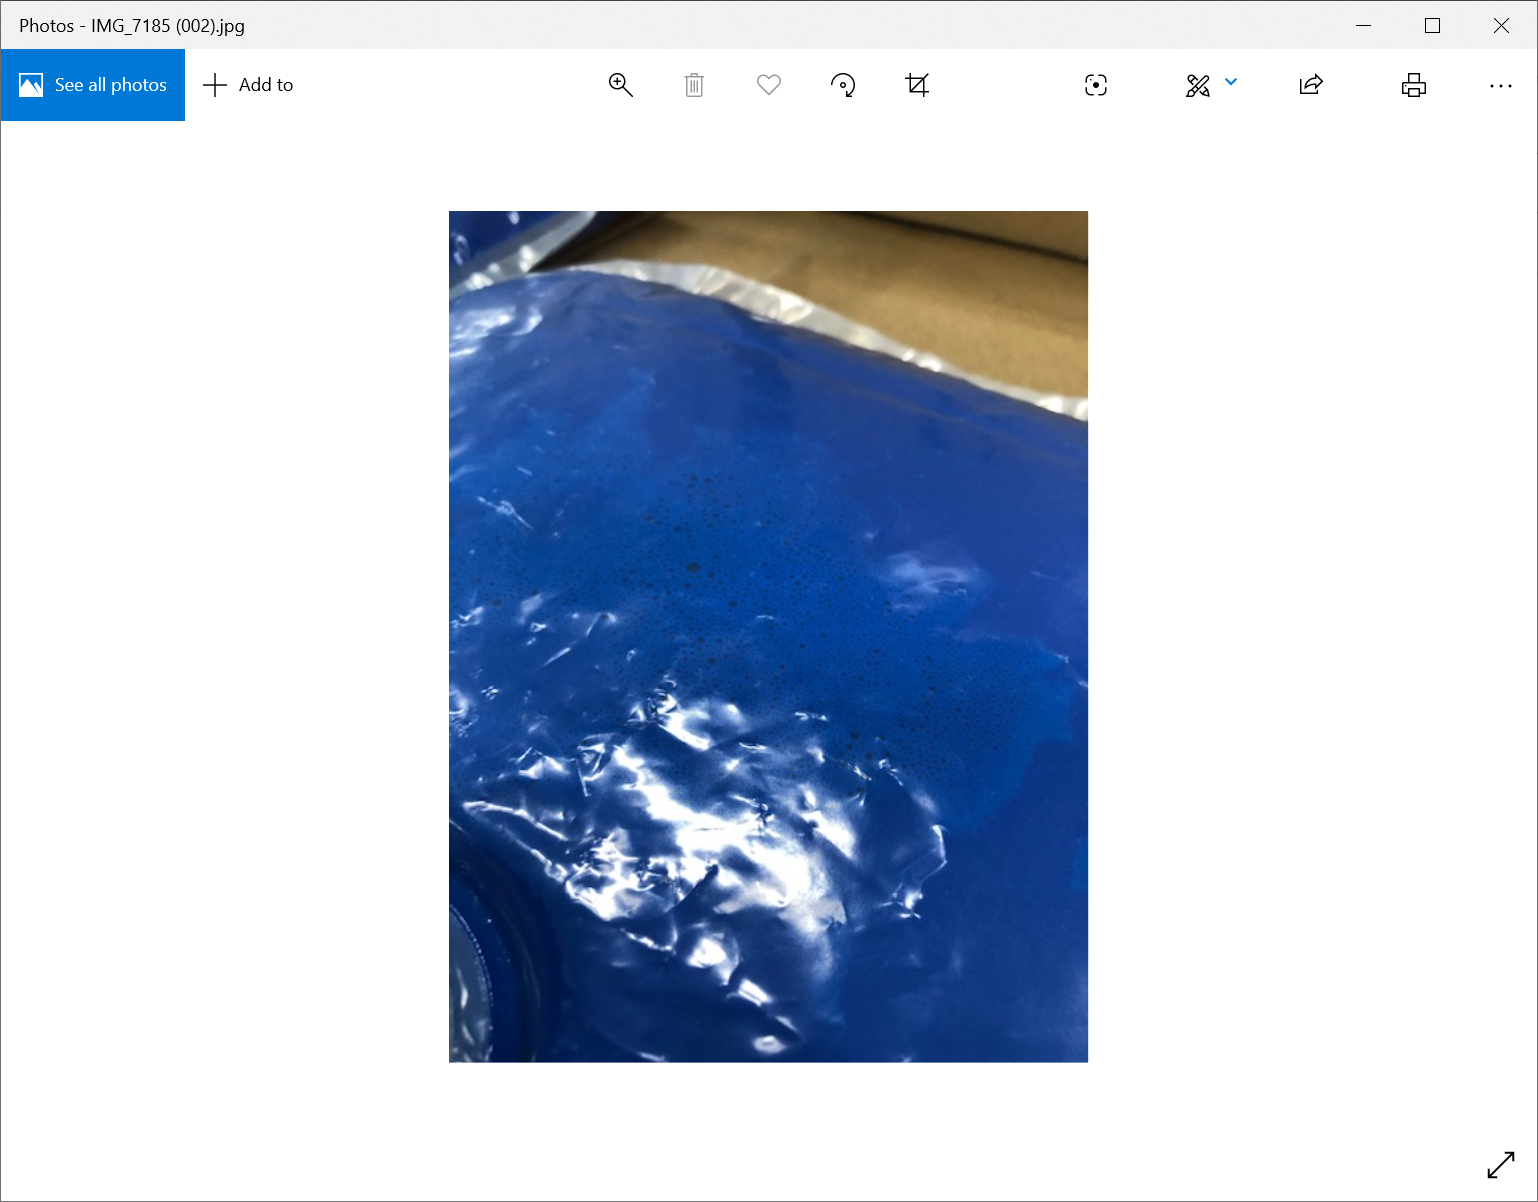 Photos - IMG_7185 (002).jpg
See all photos
Add to